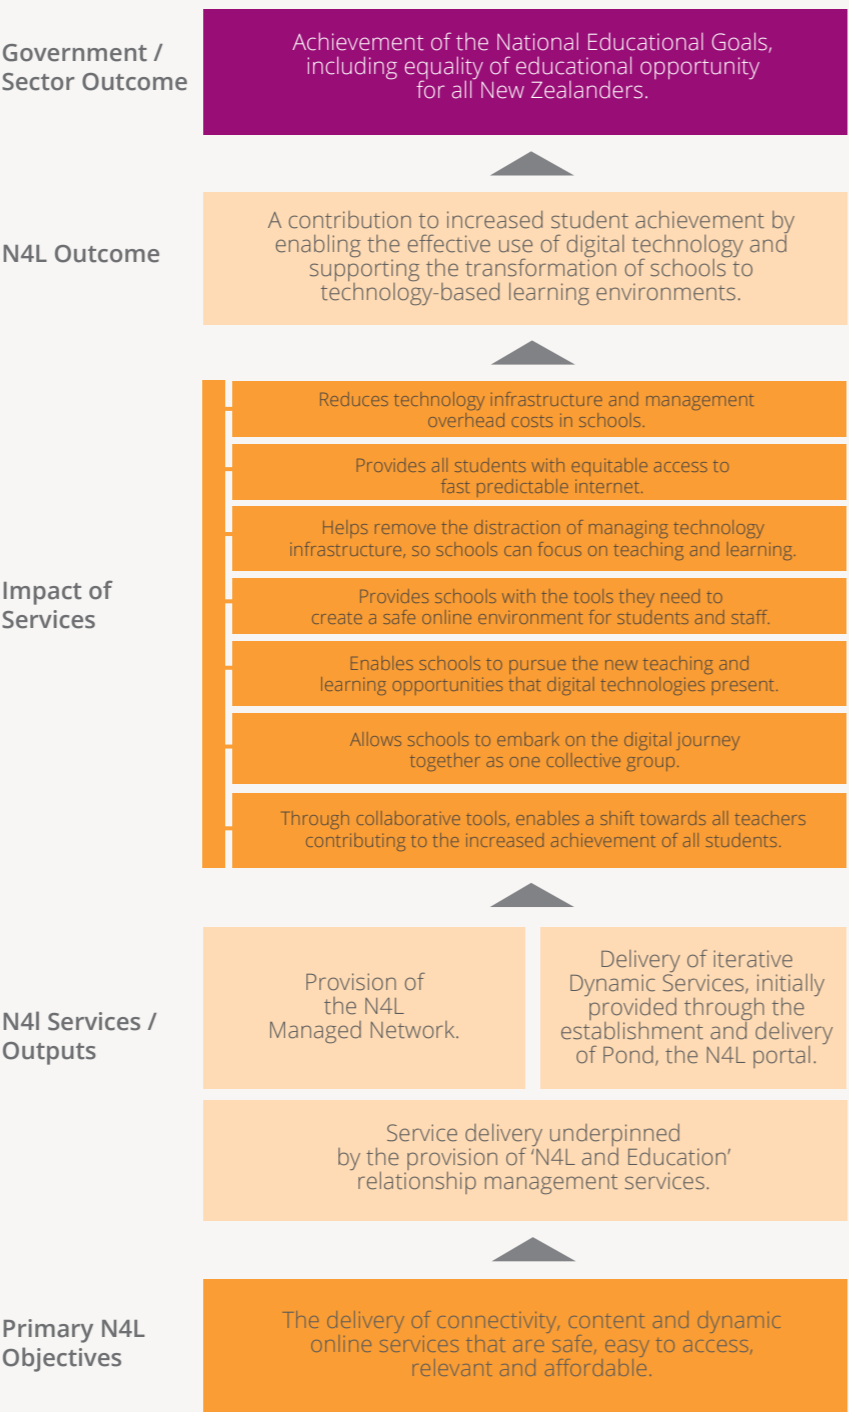 Government /
Sector Outcome
Achievement of the National Educational Goals,
including equality of educational opportunity
for all New Zealanders.
N4L Outcome
A contribution to increased student achievement by
enabling the effective use of digital technology and
supporting the transformation of schools to
technology-based learning environments.
Impact of
Services
Reduces technology infrastructure and management
overhead costs in schools.
Provides all students with equitable access to
fast predictable internet.
Helps remove the distraction of managing technology
infrastructure, so schools can focus on teaching and learning.
Provides schools with the tools they need to
create a safe online environment for students and staff.
Enables schools to pursue the new teaching and
learning opportunities that digital technologies present.
Allows schools to embark on the digital journey
together as one collective group.
Through collaborative tools, enables a shift towards all teachers
contributing to the increased achievement of all students.
N4l Services /
Outputs
Provision of
the N4L
Managed Network.
Delivery of iterative
Dynamic Services, initially
provided through the
establishment and delivery
of Pond, the N4L portal.
Service delivery underpinned
by the provision of ‘N4L and Education’
relationship management services.
Primary N4L
Objectives
The delivery of connectivity, content and dynamic
online services that are safe, easy to access,
relevant and affordable.